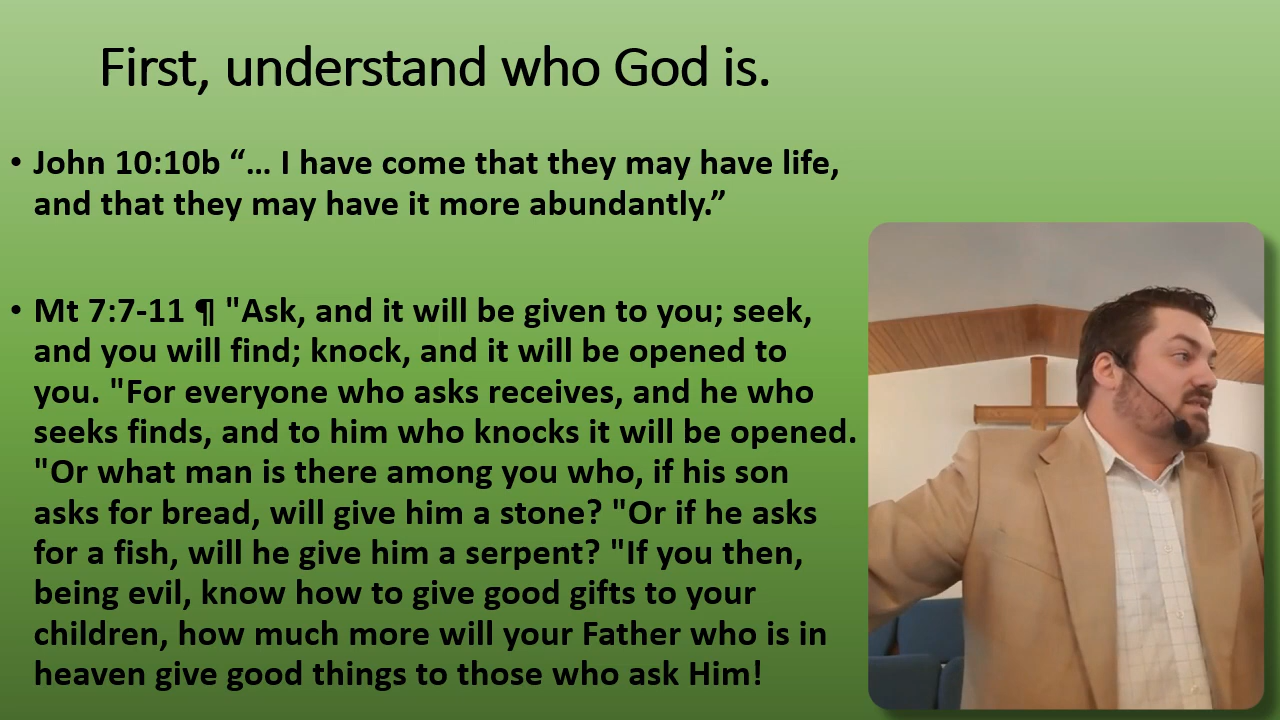 First, understand who God is.
• John 10:10b “… I have come that they may have life,
and that they may have it more abundantly.”
• Mt 7:7-11 ¶ "Ask, and it will be given to you; seek,
and you will find; knock, and it will be opened to
you. "For everyone who asks receives, and he who
seeks finds, and to him who knocks it will be opened.
"Or what man is there among you who, if his son
asks for bread, will give him a stone? "Or if he asks
for a fish, will he give him a serpent? "If you then,
being evil, know how to give good gifts to your
children, how much more will your Father who is in
heaven give good things to those who ask Him!